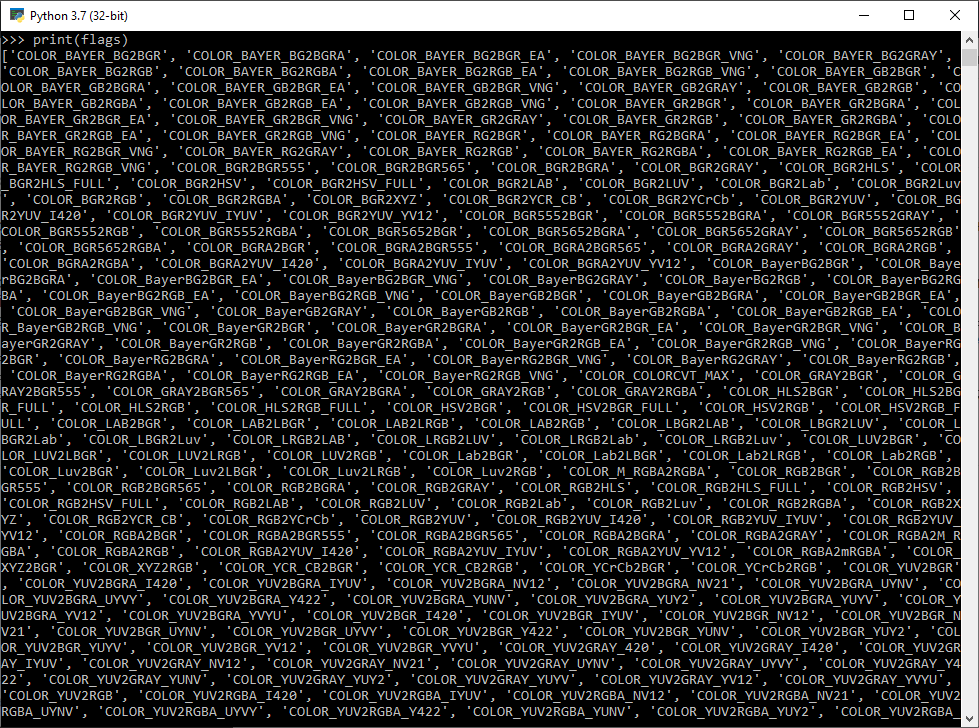 Python 3.7 (32-bit)
>>> print(flags)
['COLOR_BAYER_BG2BGR', 'COLOR_BAYER_BG2BGRA', 'COLOR_BAYER_BG2BGR_EA', 'COLOR_BAYER_BG2BGR_VNG', 'COLOR_BAYER_BG2GRAY',
'COLOR_BAYER_BG2RGB', 'COLOR_BAYER_BG2RGBA', 'COLOR_BAYER_BG2RGB_EA', 'COLOR_BAYER_BG2RGB_VNG', 'COLOR_BAYER_GB2BGR', 'C
OLOR_BAYER_GB2BGRA', 'COLOR_BAYER_GB2BGR_EA', 'COLOR_BAYER_GB2BGR_VNG', 'COLOR_BAYER_GB2GRAY', 'COLOR_BAYER_GB2RGB', 'CO
LOR_BAYER_GB2RGBA', 'COLOR_BAYER_GB2RGB_EA', 'COLOR_BAYER_GB2RGB_VNG', 'COLOR_BAYER_GR2BGR', 'COLOR_BAYER_GR2BGRA', 'COL
OR_BAYER_GR2BGR_EA', 'COLOR_BAYER_GR2BGR_VNG', 'COLOR_BAYER_GR2GRAY', 'COLOR_BAYER_GR2RGB', 'COLOR_BAYER_GR2RGBA', 'COLO
R_BAYER_GR2RGB_EA', 'COLOR_BAYER_GR2RGB_VNG', 'COLOR_BAYER_RG2BGR', 'COLOR_BAYER_RG2BGRA', 'COLOR_BAYER_RG2BGR_EA', 'COL
OR_BAYER_RG2BGR_VNG', 'COLOR_BAYER_RG2GRAY', 'COLOR_BAYER_RG2RGB', 'COLOR_BAYER_RG2RGBA', 'COLOR_BAYER_RG2RGB_EA', 'COLO
R_BAYER_RG2RGB_VNG', 'COLOR_BGR2BGR555', 'COLOR_BGR2BGR565', 'COLOR_BGR2BGRA', 'COLOR_BGR2GRAY', 'COLOR_BGR2HLS', 'COLOR
_BGR2HLS_FULL', 'COLOR_BGR2HSV', 'COLOR_BGR2HSV_FULL', 'COLOR_BGR2LAB', 'COLOR_BGR2LUV', 'COLOR_BGR2Lab', 'COLOR_BGR2Luv
', 'COLOR_BGR2RGB', 'COLOR_BGR2RGBA', 'COLOR_BGR2XYZ', 'COLOR_BGR2YCR_CB', 'COLOR_BGR2YCrCb', 'COLOR_BGR2YUV', 'COLOR_BG
R2YUV_I420', 'COLOR_BGR2YUV_IYUV', 'COLOR_BGR2YUV_YV12', 'COLOR_BGR5552BGR', 'COLOR_BGR5552BGRA', 'COLOR_BGR5552GRAY', '
COLOR_BGR5552RGB', 'COLOR_BGR5552RGBA', 'COLOR_BGR5652BGR', 'COLOR_BGR5652BGRA', 'COLOR_BGR5652GRAY', 'COLOR_BGR5652RGB'
, 'COLOR_BGR5652RGBA', 'COLOR_BGRA2BGR', 'COLOR_BGRA2BGR555', 'COLOR_BGRA2BGR565', 'COLOR_BGRA2GRAY', 'COLOR_BGRA2RGB',
'COLOR_BGRA2RGBA', 'COLOR_BGRA2YUV_I420', 'COLOR_BGRA2YUV_IYUV', 'COLOR_BGRA2YUV_YV12', 'COLOR_BayerBG2BGR', 'COLOR_Baye
rBG2BGRA', 'COLOR_BayerBG2BGR_EA', 'COLOR_BayerBG2BGR_VNG', 'COLOR_BayerBG2GRAY', 'COLOR_BayerBG2RGB', 'COLOR_BayerBG2RG
BA', 'COLOR_BayerBG2RGB_EA', 'COLOR_BayerBG2RGB_VNG', 'COLOR_BayerGB2BGR', 'COLOR_BayerGB2BGRA', 'COLOR_BayerGB2BGR_EA',
'COLOR_BayerGB2BGR_VNG', 'COLOR_BayerGB2GRAY', 'COLOR_BayerGB2RGB', 'COLOR_BayerGB2RGBA', 'COLOR_BayerGB2RGB_EA', 'COLO
R_BayerGB2RGB_VNG', 'COLOR_BayerGR2BGR', 'COLOR_BayerGR2BGRA', 'COLOR_BayerGR2BGR_EA', 'COLOR_BayerGR2BGR_VNG', 'COLOR_B
ayerGR2GRAY', 'COLOR_BayerGR2RGB', 'COLOR_BayerGR2RGBA', 'COLOR_BayerGR2RGB_EA', 'COLOR_BayerGR2RGB_VNG', 'COLOR_BayerRG
2BGR', 'COLOR_BayerRG2BGRA', 'COLOR_BayerRG2BGR_EA', 'COLOR_BayerRG2BGR_VNG', 'COLOR_BayerRG2GRAY', 'COLOR_BayerRG2RGB',
'COLOR_BayerRG2RGBA', 'COLOR_BayerRG2RGB_EA', 'COLOR_BayerRG2RGB_VNG', 'COLOR_COLORCVT_MAX', 'COLOR_GRAY2BGR', 'COLOR_G
RAY2BGR555', 'COLOR_GRAY2BGR565', 'COLOR_GRAY2BGRA', 'COLOR_GRAY2RGB', 'COLOR_GRAY2RGBA', 'COLOR_HLS2BGR', 'COLOR_HLS2BG
R_FULL', 'COLOR_HLS2RGB', 'COLOR_HLS2RGB_FULL', 'COLOR_HSV2BGR', 'COLOR_HSV2BGR_FULL', 'COLOR_HSV2RGB', 'COLOR_HSV2RGB_F
ULL', 'COLOR_LAB2BGR', 'COLOR_LAB2LBGR', 'COLOR_LAB2LRGB', 'COLOR_LAB2RGB', 'COLOR_LBGR2LAB', 'COLOR_LBGR2LUV', 'COLOR_L
BGR2Lab', 'COLOR_LBGR2Luv', 'COLOR_LRGB2LAB', 'COLOR_LRGB2LUV', 'COLOR_LRGB2Lab', 'COLOR_LRGB2Luv', 'COLOR_LUV2BGR', 'CO
LOR_LUV2LBGR', 'COLOR_LUV2LRGB', 'COLOR_LUV2RGB', 'COLOR_Lab2BGR', 'COLOR_Lab2LBGR', 'COLOR_Lab2LRGB', 'COLOR_Lab2RGB',
'COLOR_Luv2BGR', 'COLOR_Luv2LBGR', 'COLOR_Luv2LRGB', 'COLOR_Luv2RGB', 'COLOR_M_RGBA2RGBA', 'COLOR_RGB2BGR', 'COLOR_RGB2B
GR555', 'COLOR_RGB2BGR565', 'COLOR_RGB2BGRA', 'COLOR_RGB2GRAY', 'COLOR_RGB2HLS', 'COLOR_RGB2HLS_FULL', 'COLOR_RGB2HSV',
'COLOR_RGB2HSV_FULL', 'COLOR_RGB2LAB', 'COLOR_RGB2LUV', 'COLOR_RGB2Lab', 'COLOR_RGB2Luv', 'COLOR_RGB2RGBA', 'COLOR_RGB2X
YZ', 'COLOR_RGB2YCR_CB', 'COLOR_RGB2YCrCb', 'COLOR_RGB2YUV', 'COLOR_RGB2YUV_I420', 'COLOR_RGB2YUV_IYUV', 'COLOR_RGB2YUV_
YV12', 'COLOR_RGBA2BGR', 'COLOR_RGBA2BGR555', 'COLOR_RGBA2BGR565', 'COLOR_RGBA2BGRA', 'COLOR_RGBA2GRAY', 'COLOR_RGBA2M_R
GBA', 'COLOR_RGBA2RGB', 'COLOR_RGBA2YUV_I420', 'COLOR_RGBA2YUV_IYUV', 'COLOR_RGBA2YUV_YV12', 'COLOR_RGBA2mRGBA', 'COLOR_
XYZ2BGR', 'COLOR_XYZ2RGB', 'COLOR_YCR_CB2BGR', 'COLOR_YCR_CB2RGB', 'COLOR_YCrCb2BGR', 'COLOR_YCrCb2RGB', 'COLOR_YUV2BGR'
, 'COLOR_YUV2BGRA_I420', 'COLOR_YUV2BGRA_IYUV', 'COLOR_YUV2BGRA_NV12', 'COLOR_YUV2BGRA_NV21', 'COLOR_YUV2BGRA_UYNV', 'CO
LOR_YUV2BGRA_UYVY', 'COLOR_YUV2BGRA_Y422', 'COLOR_YUV2BGRA_YUNV', 'COLOR_YUV2BGRA_YUY2', 'COLOR_YUV2BGRA_YUYV', 'COLOR_Y
UV2BGRA_YV12', 'COLOR_YUV2BGRA_YVYU', 'COLOR_YUV2BGR_I420', 'COLOR_YUV2BGR_IYUV', 'COLOR_YUV2BGR_NV12', 'COLOR_YUV2BGR_N
V21', 'COLOR_YUV2BGR_UYNV', 'COLOR_YUV2BGR_UYVY', 'COLOR_YUV2BGR_Y422', 'COLOR_YUV2BGR_YUNV', 'COLOR_YUV2BGR_YUY2', 'COL
OR_YUV2BGR_YUYV', 'COLOR_YUV2BGR_YV12', 'COLOR_YUV2BGR_YVYU', 'COLOR_YUV2GRAY_420', 'COLOR_YUV2GRAY_I420', 'COLOR_YUV2GR
AY_IYUV', 'COLOR_YUV2GRAY_NV12', 'COLOR_YUV2GRAY_NV21', 'COLOR_YUV2GRAY_UYNV', 'COLOR_YUV2GRAY_UYVY', 'COLOR_YUV2GRAY_Y4
22', 'COLOR_YUV2GRAY_YUNV', 'COLOR_YUV2GRAY_YUY2', 'COLOR_YUV2GRAY_YUYV', 'COLOR_YUV2GRAY_YV12', 'COLOR_YUV2GRAY_YVYU',
'COLOR_YUV2RGB', 'COLOR_YUV2RGBA_I420', 'COLOR_YUV2RGBA_IYUV', 'COLOR_YUV2RGBA_NV12', 'COLOR_YUV2RGBA_NV21', 'COLOR_YUV2
RGBA_UYNV', 'COLOR_YUV2RGBA_UYVY', 'COLOR_YUV2RGBA_Y422', 'COLOR_YUV2RGBA_YUNV', 'COLOR_YUV2RGBA_YUY2', 'COLOR_YUV2RGBA_